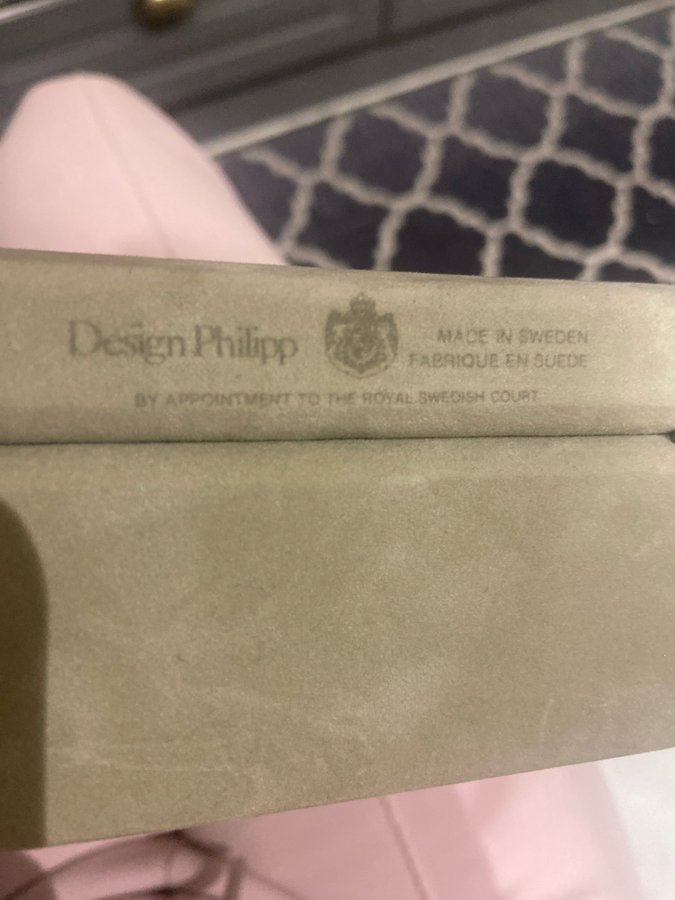 Design Philipp
MADE IN SWEDEN
FABRIQUE EN SUEDE
BY APPOINTMENT TO THE ROYAL SWEDISH COURT